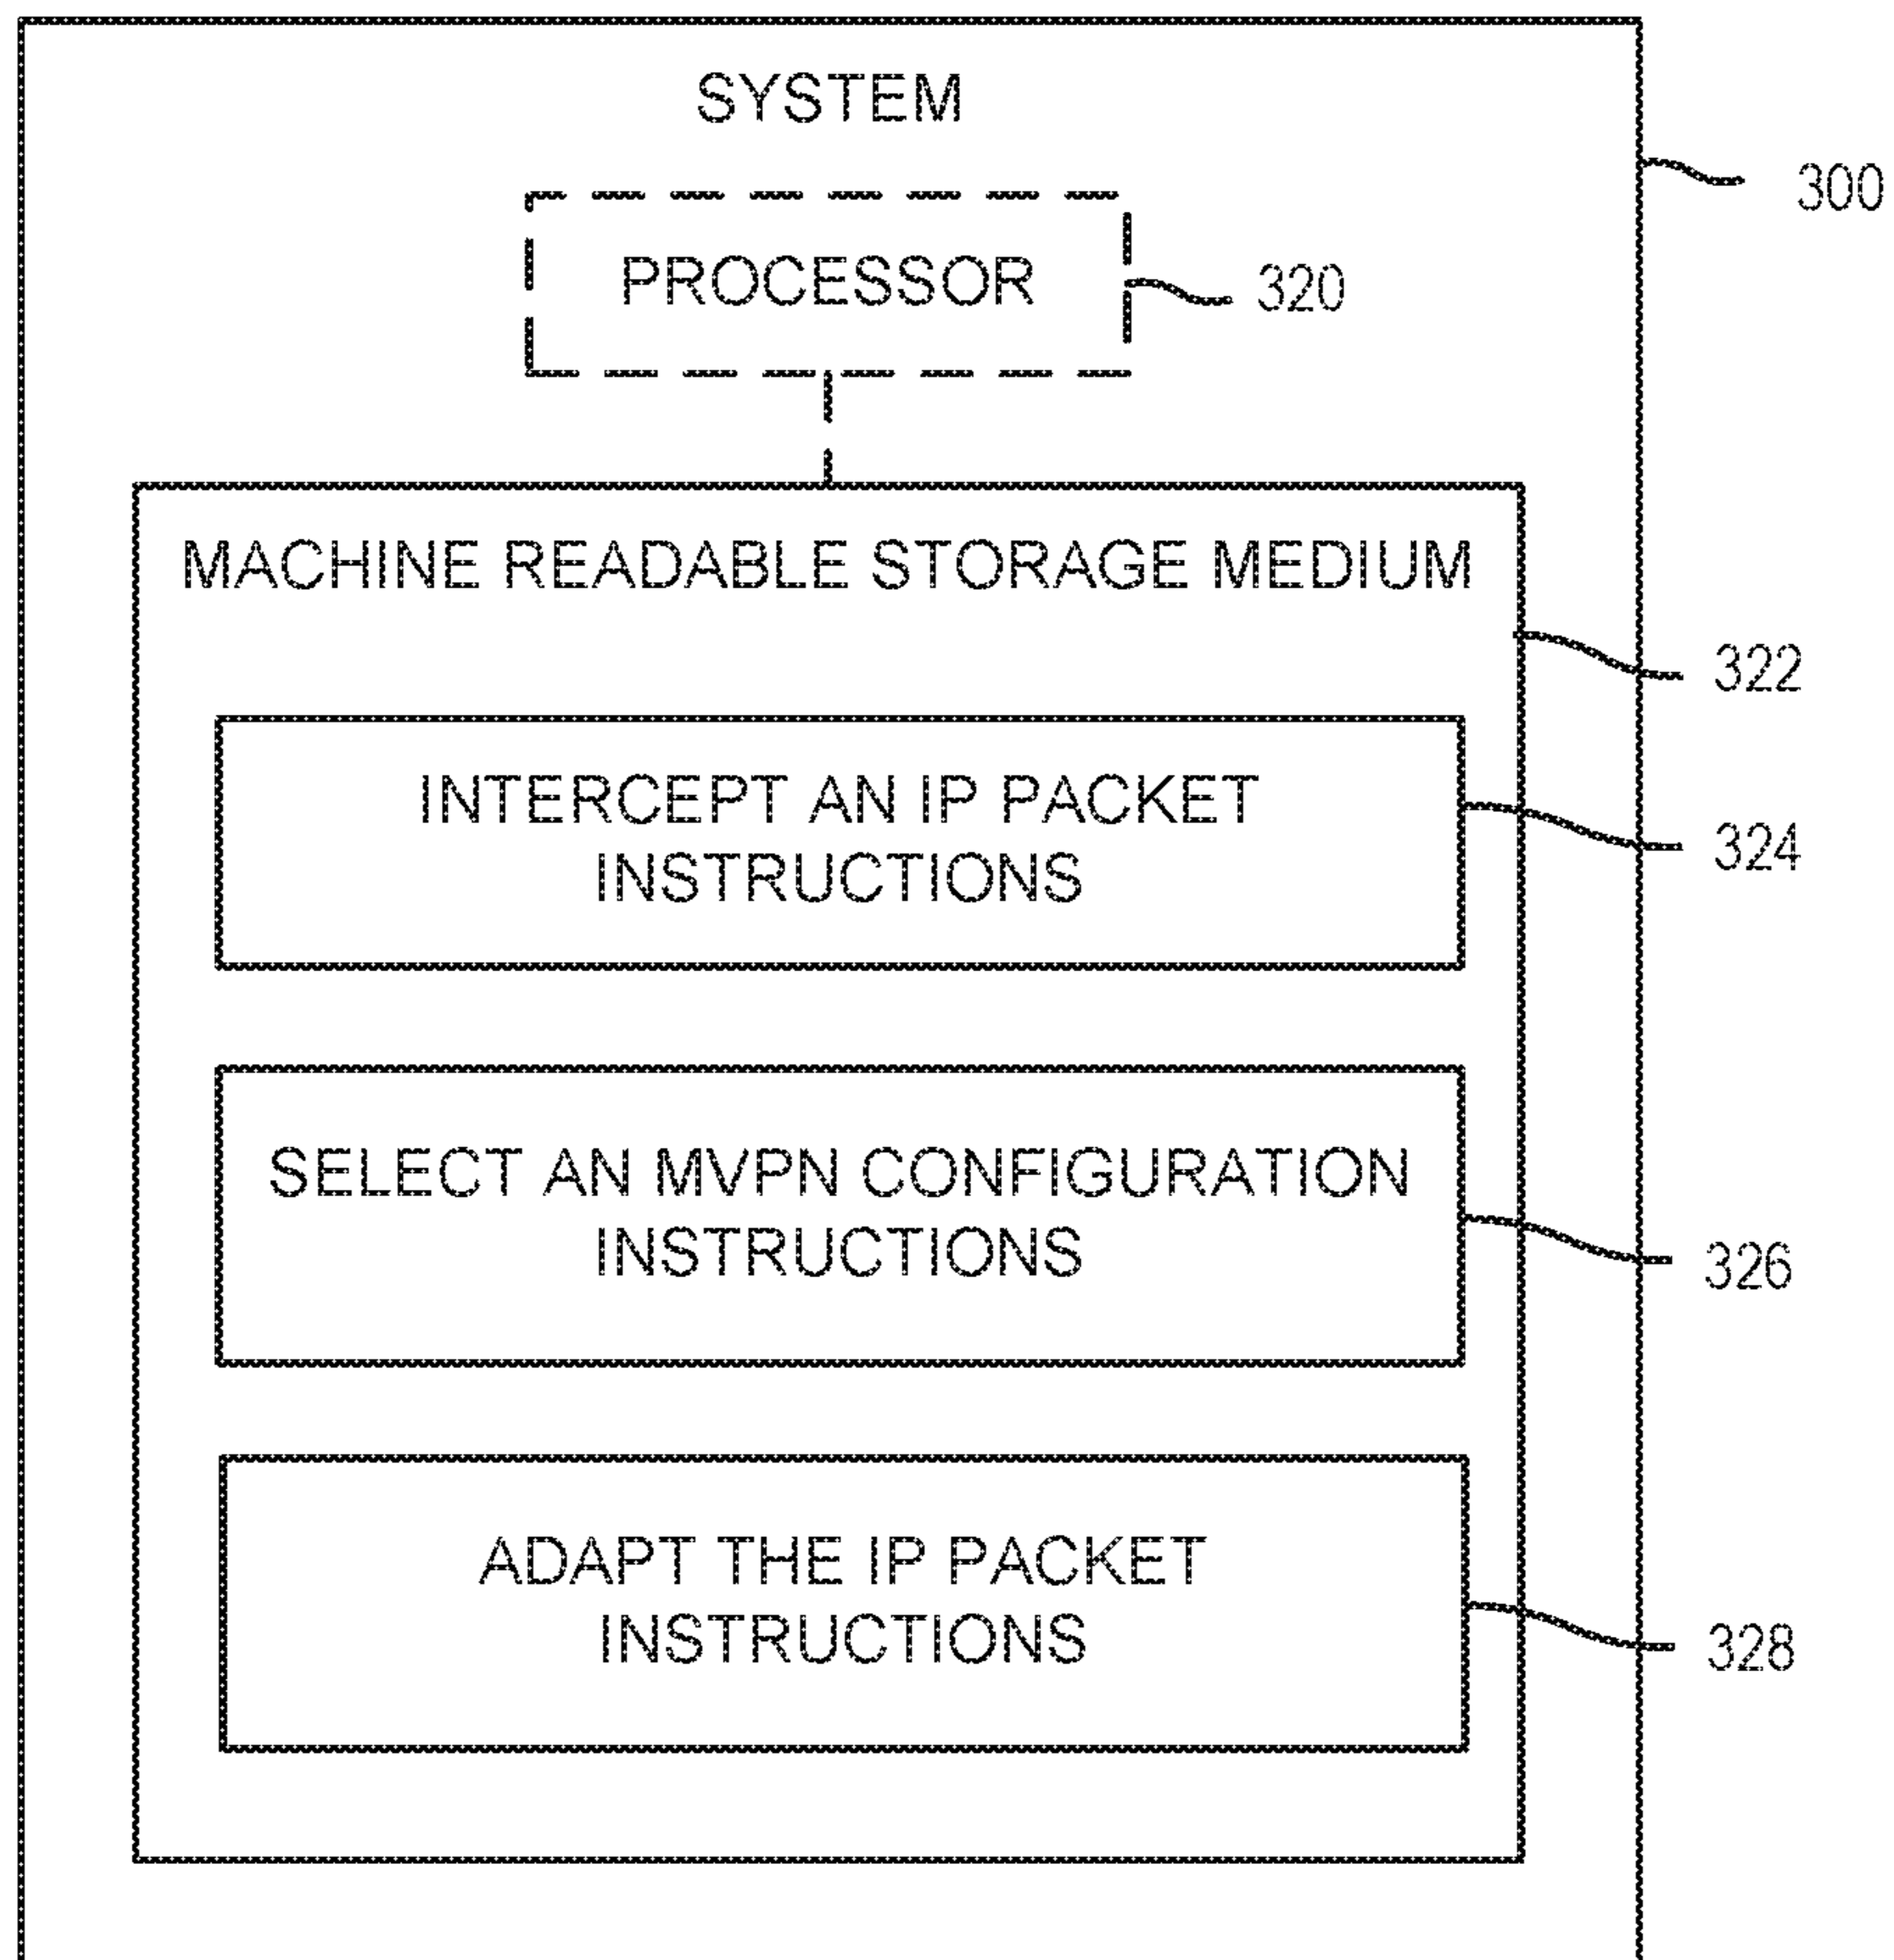 SYSTEM
300
PROCESSOR
320
MACHINE READABLE STORAGE MEDIUM
322
INTERCEPT AN IP PACKET
INSTRUCTIONS
324
SELECT AN MVPN CONFIGURATION
INSTRUCTIONS
326
ADAPT THE IP PACKET
INSTRUCTIONS
328